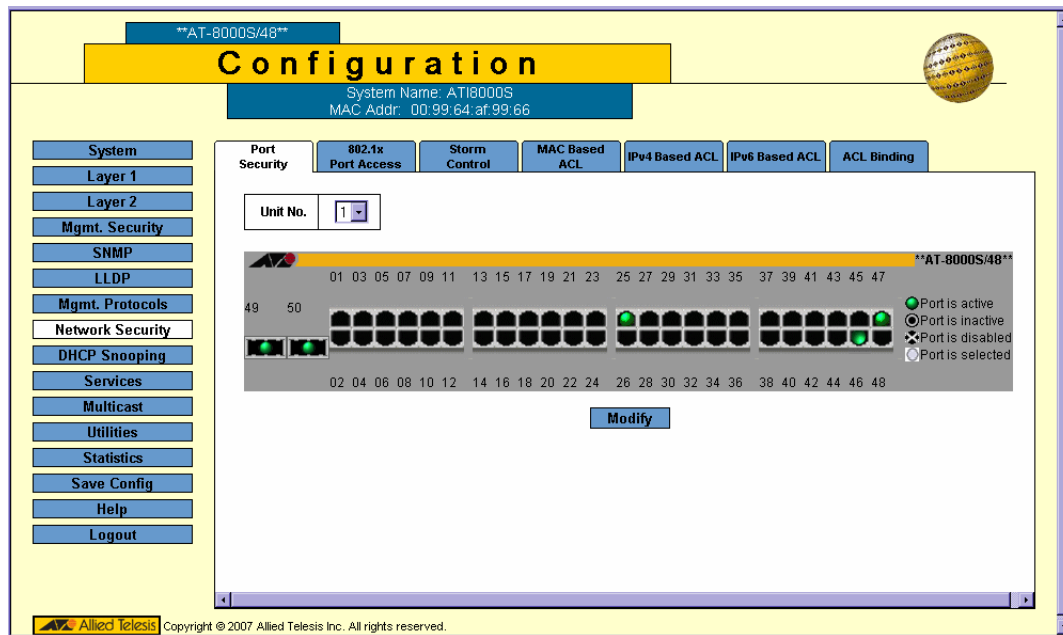 **AT-8000S/48**
Configuration
System Name: ATI8000S
MAC Addr: 00:99:64:af:99:66
System
Layer 1
Layer 2
Mgmt. Security
SNMP
LLDP
Mgmt. Protocols
Network Security
DHCP Snooping
Services
Multicast
Utilities
Statistics
Save Config
Help
Logout
Port Security
802.1x Port Access
Storm Control
MAC Based ACL
IPv4 Based ACL
IPv6 Based ACL
ACL Binding
Unit No. 1
**AT-8000S/48**
01 03 05 07 09 11 13 15 17 19 21 23 25 27 29 31 33 35 37 39 41 43 45 47
49 50
Port is active
Port is inactive
Port is disabled
Port is selected
02 04 06 08 10 12 14 16 18 20 22 24 26 28 30 32 34 36 38 40 42 44 46 48
Modify
Allied Telesis Copyright © 2007 Allied Telesis Inc. All rights reserved.